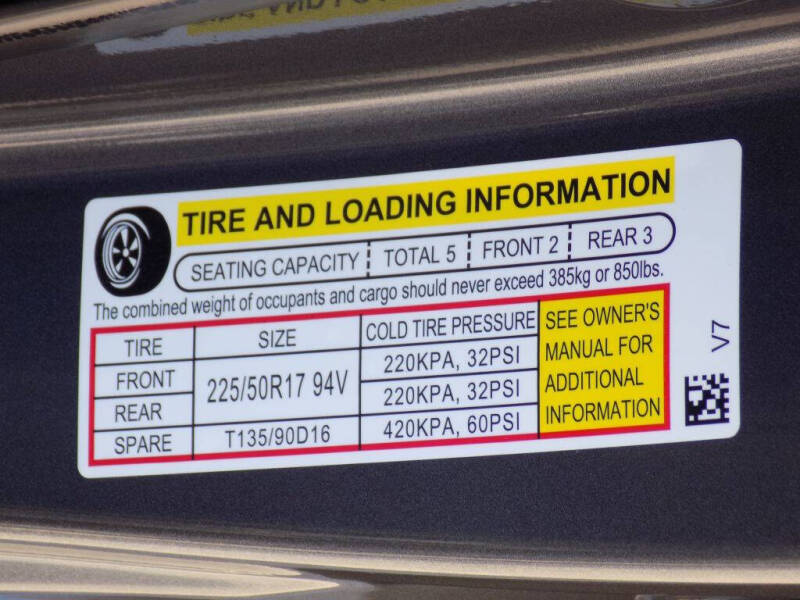 TIRE AND LOADING INFORMATION
SEATING CAPACITY TOTAL 5 FRONT 2 REAR 3
The combined weight of occupants and cargo should never exceed 385kg or 850lbs.
TIRE SIZE COLD TIRE PRESSURE
FRONT 225/50R17 94V 220KPA, 32PSI
REAR 220KPA, 32PSI
SPARE T135/90D16 420KPA, 60PSI
SEE OWNER'S
MANUAL FOR
ADDITIONAL
INFORMATION
V7